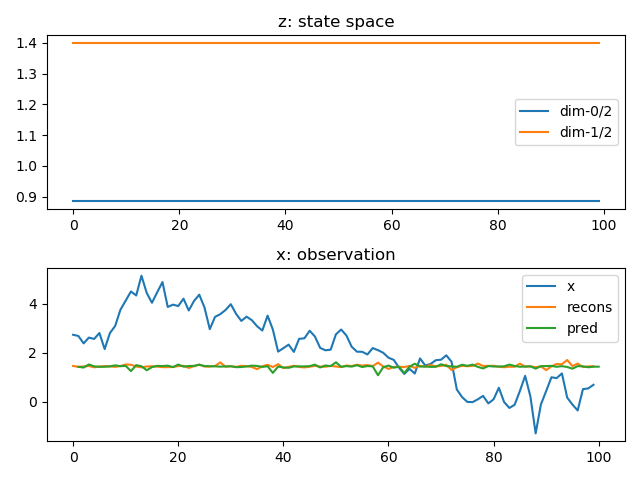 z: state space
1.4
1.3
1.2
1.1
1.0
0.9
dim-0/2
dim-1/2
0 20 40 60 80 100
x: observation
4
2
0
x
recons
pred
0 20 40 60 80 100